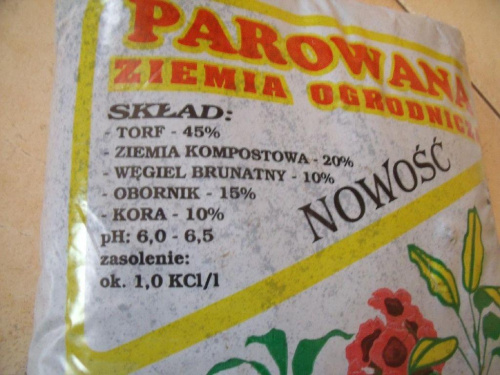 PAROWANA
ZIEMIA OGRODNICZ
SKŁAD:
- TORF - 45%
- ZIEMIA KOMPOSTOWA - 20%
- WĘGIEL BRUNATNY - 10%
- OBORNIK - 15%
- KORA - 10%
pH: 6,0 - 6,5
zasolenie:
ok. 1,0 KCl/l
NOWOŚĆ